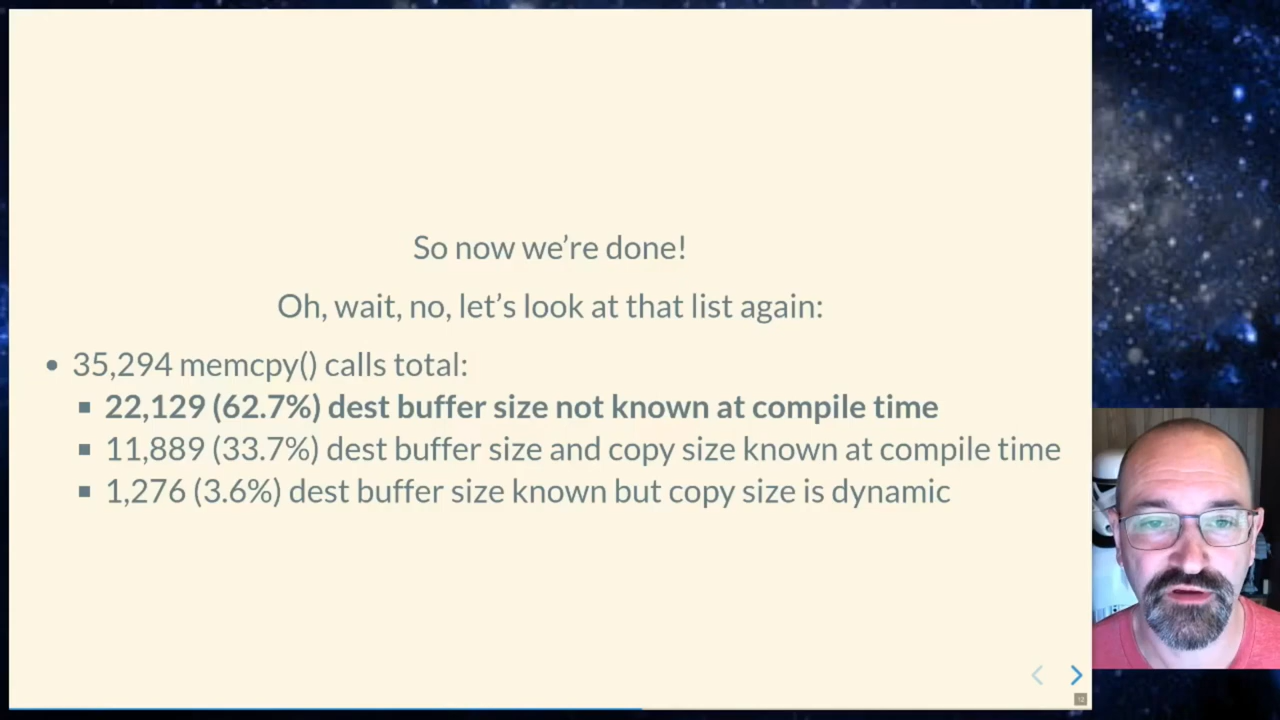 So now we're done!
Oh, wait, no, let's look at that list again:
• 35,294 memcpy() calls total:
▪ 22,129 (62.7%) dest buffer size not known at compile time
▪ 11,889 (33.7%) dest buffer size and copy size known at compile time
▪ 1,276 (3.6%) dest buffer size known but copy size is dynamic